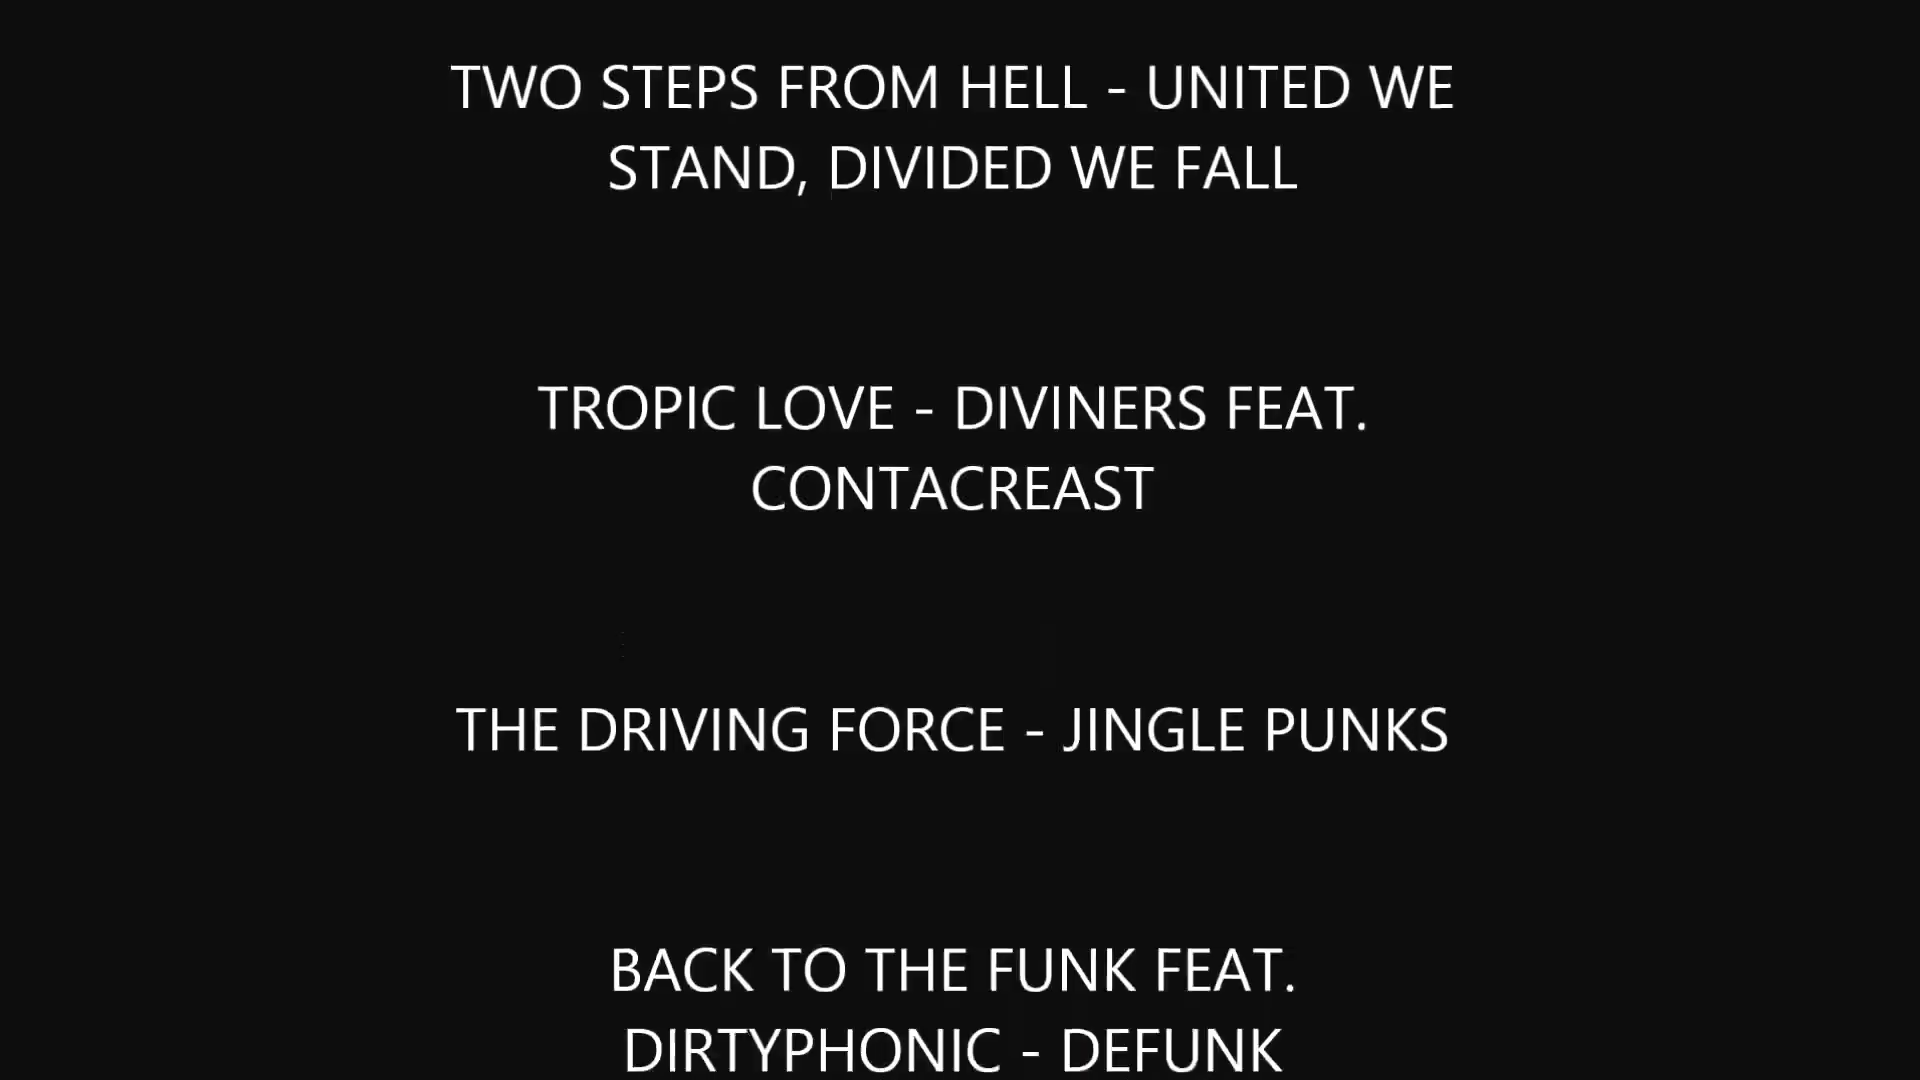 TWO STEPS FROM HELL - UNITED WE
STAND, DIVIDED WE FALL
TROPIC LOVE - DIVINERS FEAT.
CONTACREAST
THE DRIVING FORCE - JINGLE PUNKS
BACK TO THE FUNK FEAT.
DIRTYPHONIC - DEFUNK